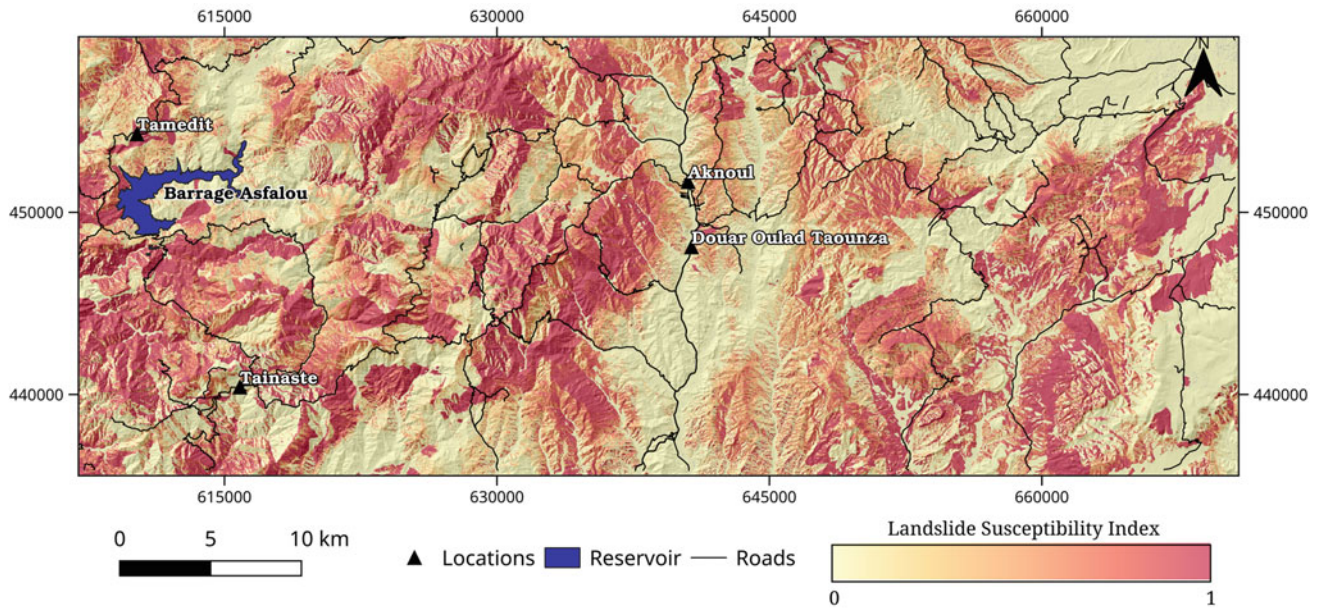 615000 630000 645000 660000
N
Tamedit
Aknoul
Barrage Asfalou
450000 450000
Douar Oulad Taounza
Tainaste
440000 440000
615000 630000 645000 660000
Landslide Susceptibility Index
0 5 10 km
Locations Reservoir Roads
0 1